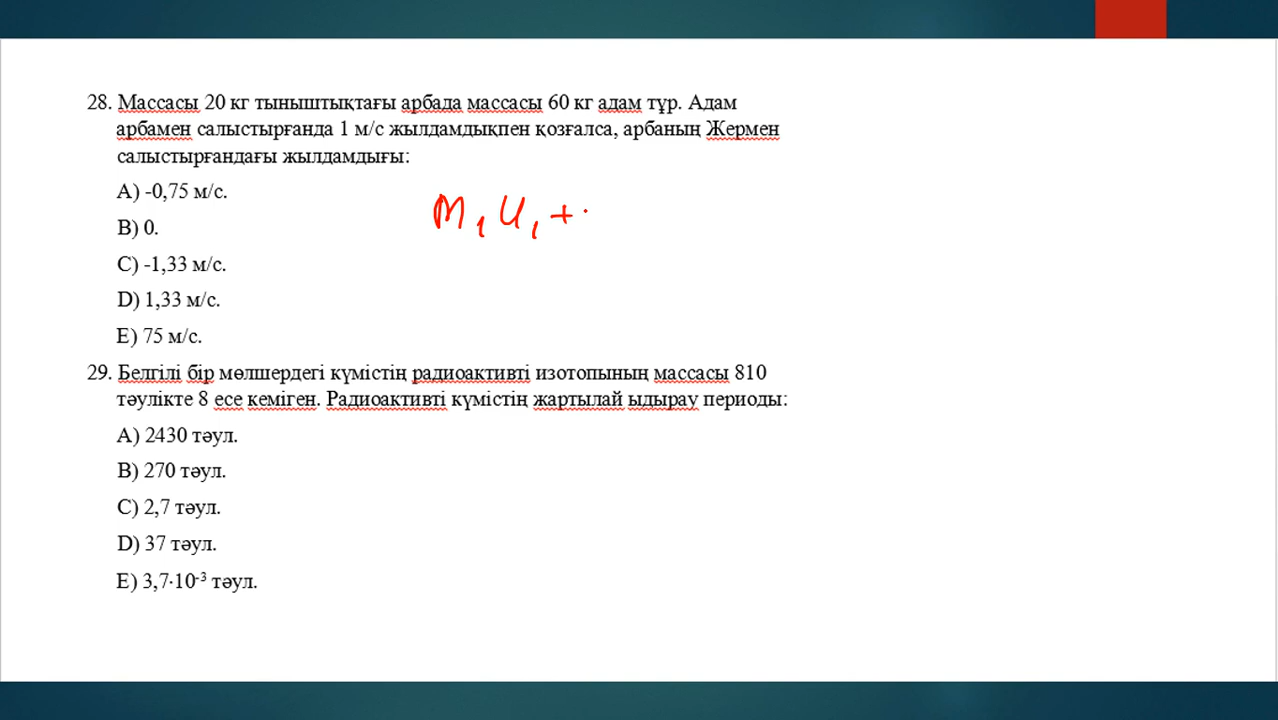 28. Массасы 20 кг тыныштықтағы арбада массасы 60 кг адам тұр. Адам
арбамен салыстырғанда 1 м/с жылдамдықпен қозғалса, арбаның Жермен
салыстырғандағы жылдамдығы:
A) -0,75 м/с.
B) 0.
C) -1,33 м/с.
D) 1,33 м/с.
E) 75 м/с.
M₁ U₁ +
29. Белгілі бір мөлшердегі күмістің радиоактивті изотопының массасы 810
тәулікте 8 есе кеміген. Радиоактивті күмістің жартылай ыдырау периоды:
A) 2430 тәул.
B) 270 тәул.
C) 2,7 тәул.
D) 37 тәул.
E) 3,7·10⁻³ тәул.